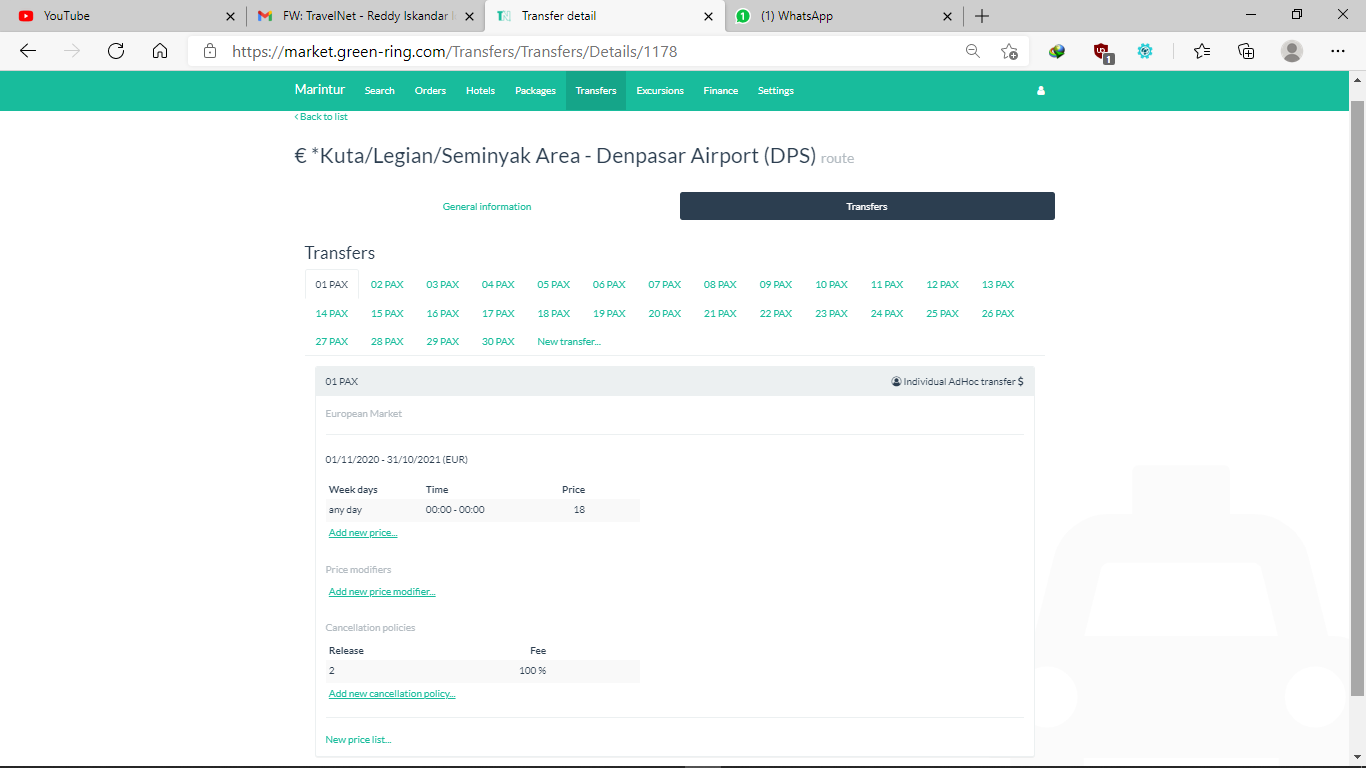 YouTube
FW: TravelNet - Reddy Iskandar
Transfer detail
(1) WhatsApp
https://market.green-ring.com/Transfers/Transfers/Details/1178
1
Marintur Search Orders Hotels Packages Transfers Excursions Finance Settings
‹ Back to list
€ *Kuta/Legian/Seminyak Area - Denpasar Airport (DPS) route
General information Transfers
Transfers
01 PAX 02 PAX 03 PAX 04 PAX 05 PAX 06 PAX 07 PAX 08 PAX 09 PAX 10 PAX 11 PAX 12 PAX 13 PAX
14 PAX 15 PAX 16 PAX 17 PAX 18 PAX 19 PAX 20 PAX 21 PAX 22 PAX 23 PAX 24 PAX 25 PAX 26 PAX
27 PAX 28 PAX 29 PAX 30 PAX New transfer...
01 PAX Individual AdHoc transfer $
European Market
01/11/2020 - 31/10/2021 (EUR)
Week days Time Price
any day 00:00 - 00:00 18
Add new price...
Price modifiers
Add new price modifier...
Cancellation policies
Release Fee
2 100 %
Add new cancellation policy...
New price list...